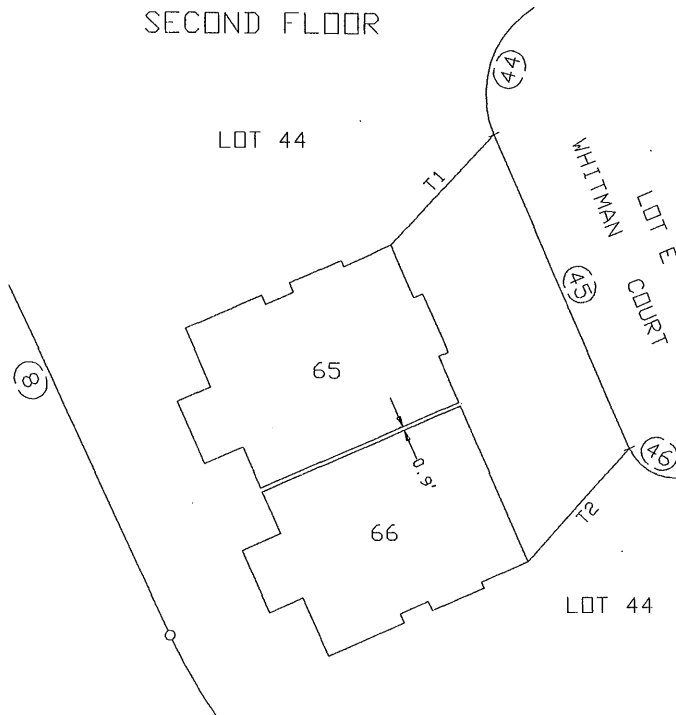 SECOND FLOOR
44
LOT 44
T1
WHITMAN COURT
LOT E
45
8
65
0.9'
46
66
T2
LOT 44